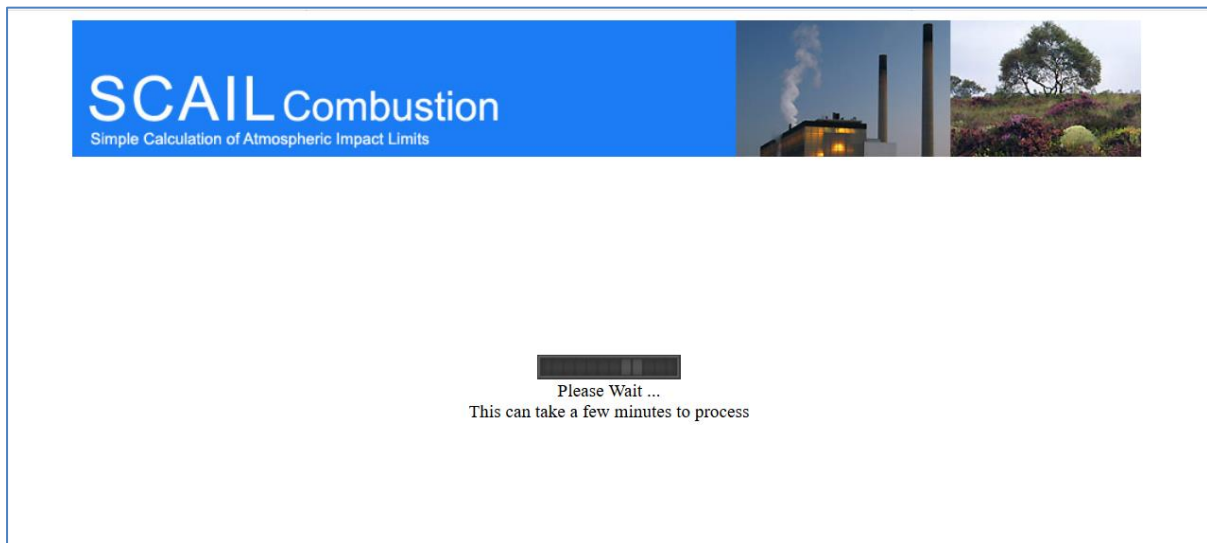 SCAIL Combustion
Simple Calculation of Atmospheric Impact Limits
Please Wait ...
This can take a few minutes to process